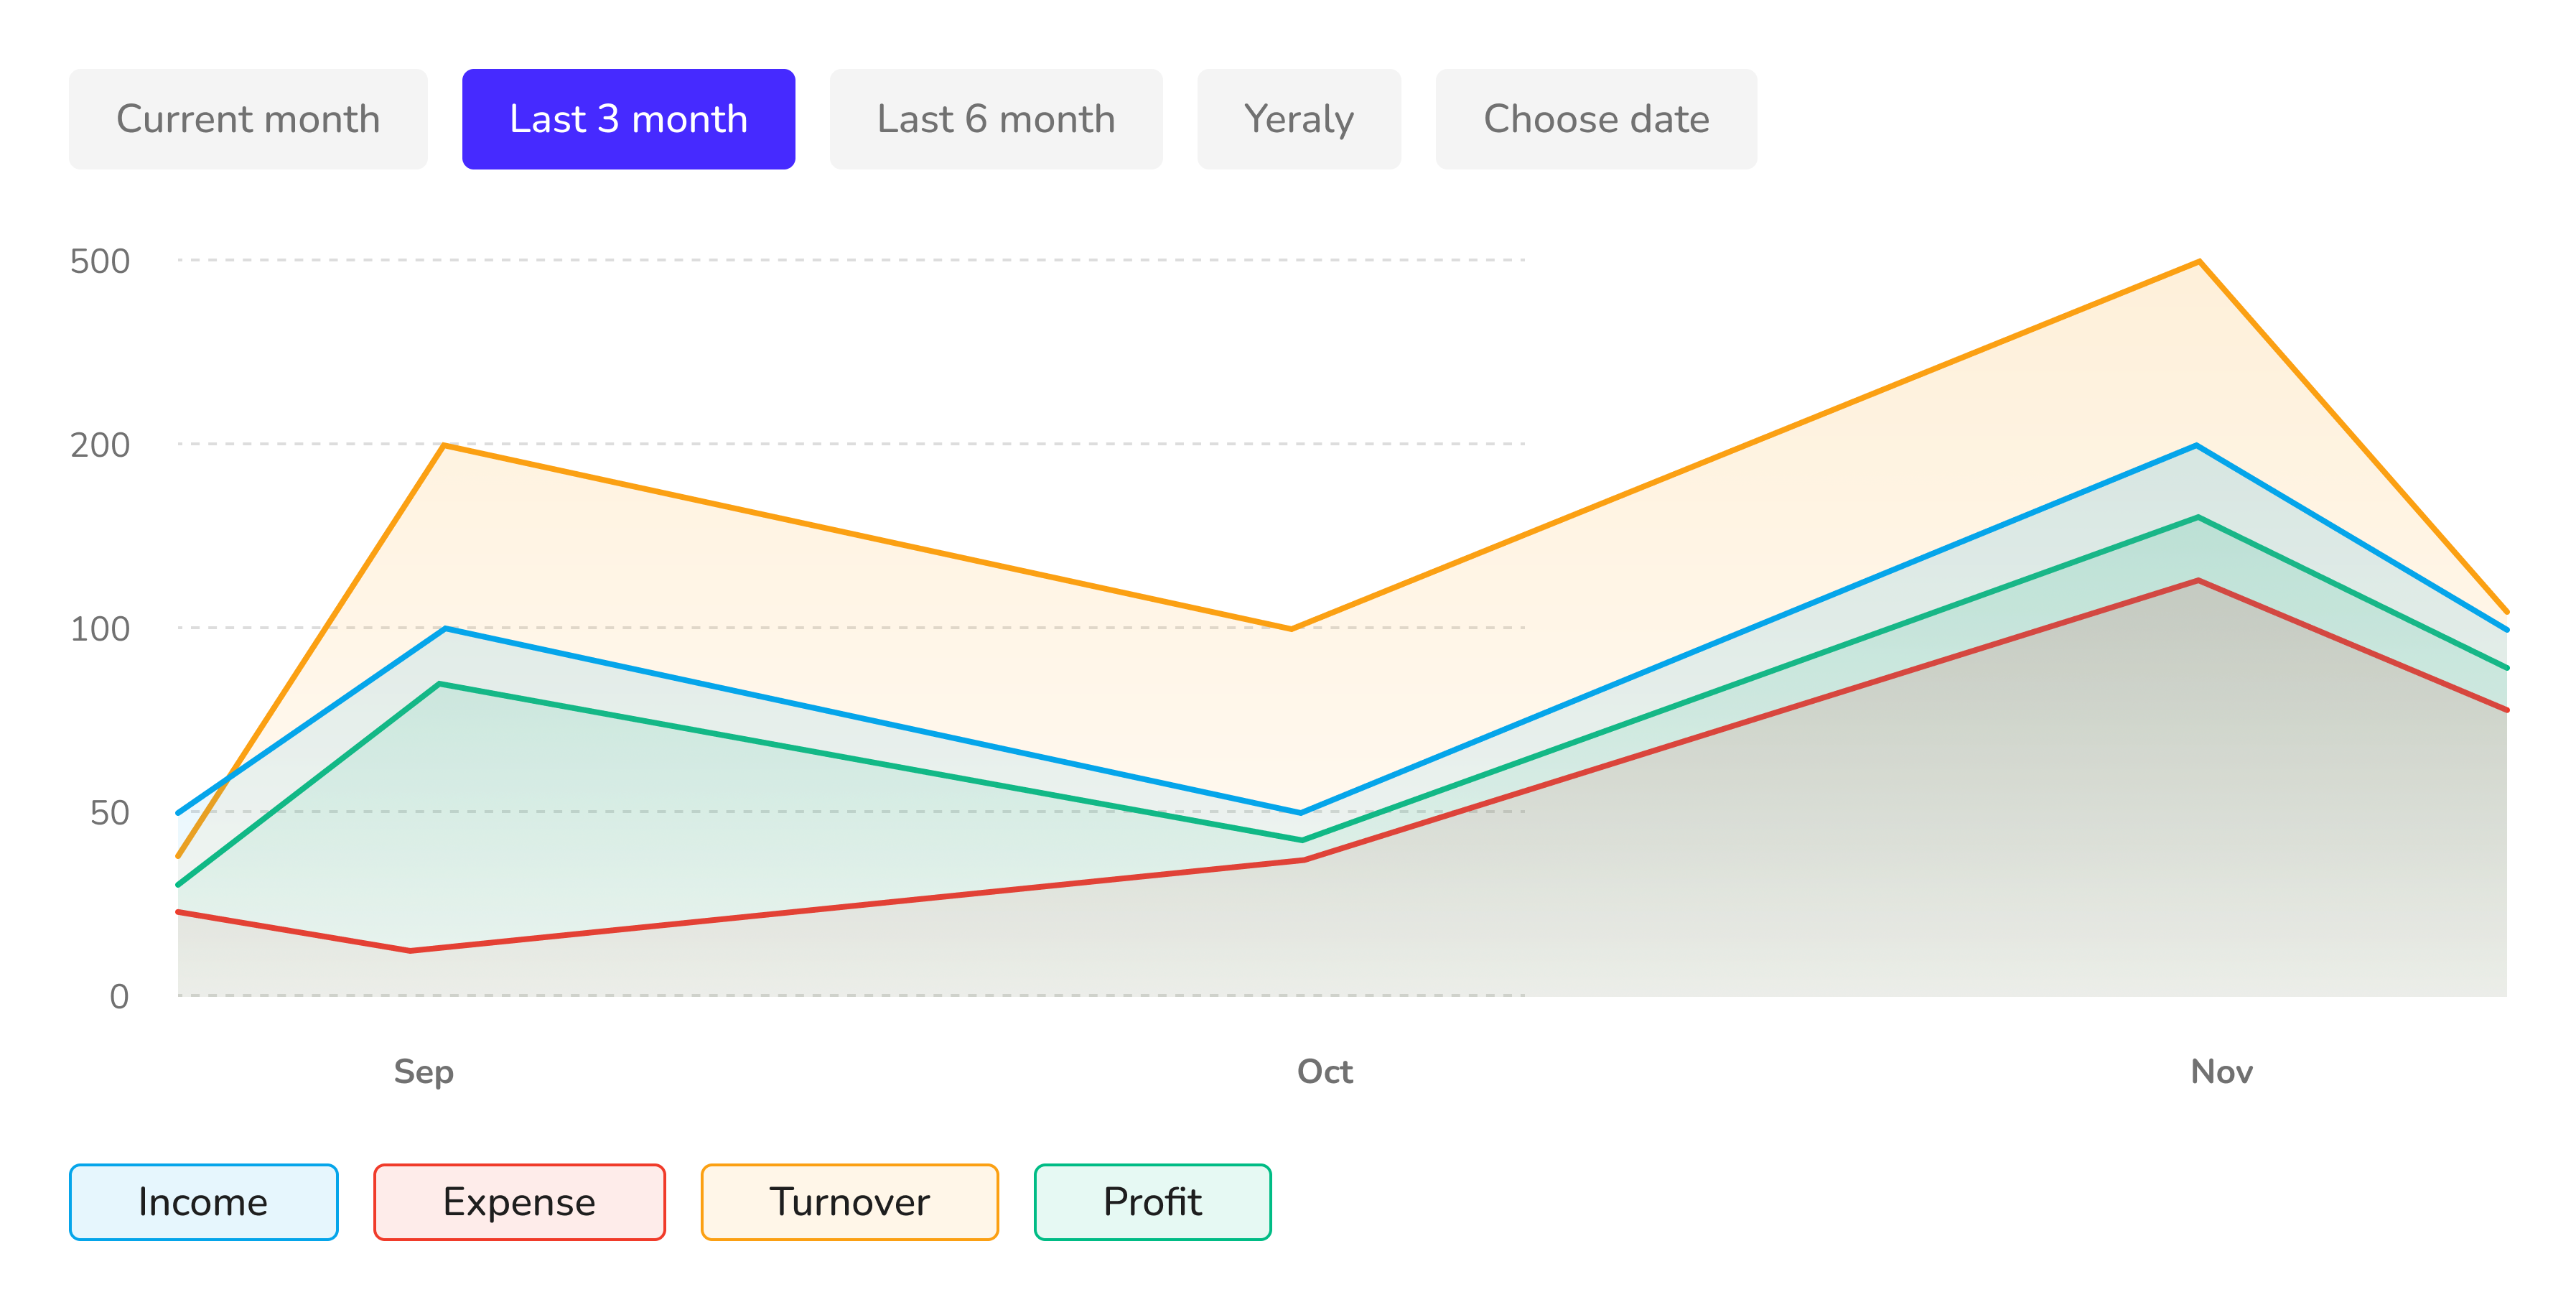 Current month
Last 3 month
Last 6 month
Yeraly
Choose date
500
200
100
50
0
Sep
Oct
Nov
Income
Expense
Turnover
Profit